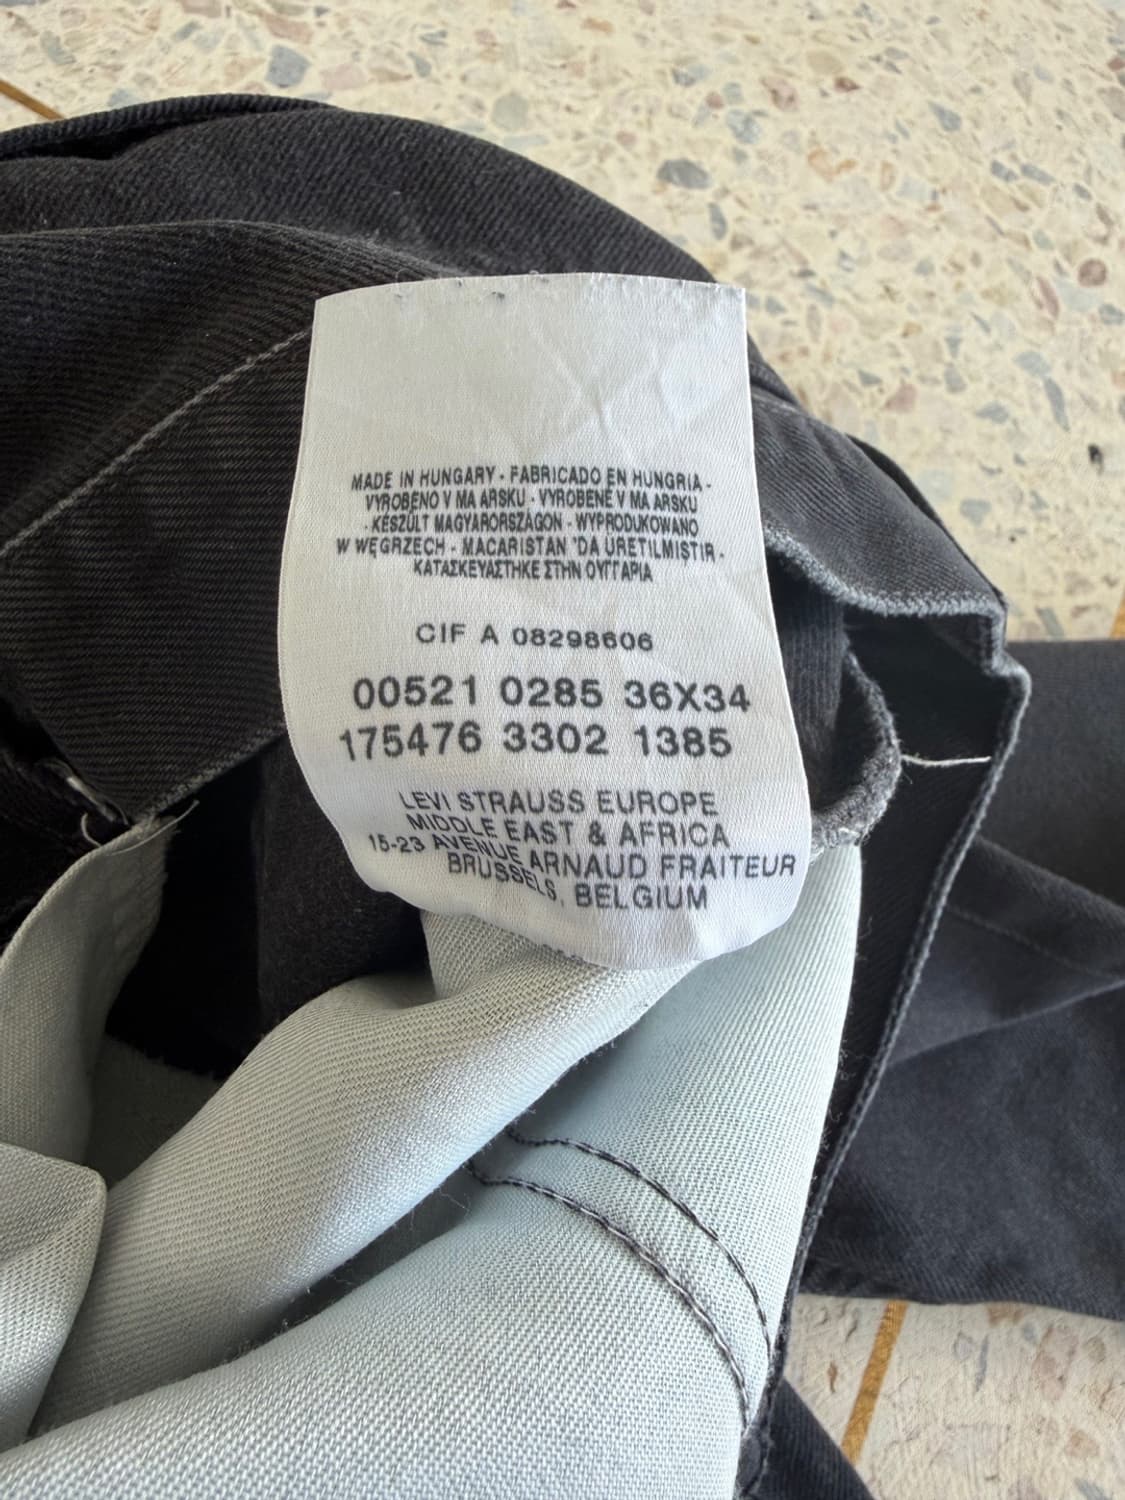 MADE IN HUNGARY - FABRICADO EN HUNGRIA -
VYROBENO V MA ARSKU - VYROBENÉ V MA ARSKU
- KÉSZÜLT MAGYARORSZÁGON - WYPRODUKOWANO
W WĘGRZECH - MACARISTAN 'DA URETILMISTIR -
ΚΑΤΑΣΚΕΥΑΣΤΗΚΕ ΣΤΗΝ ΟΥΓΓΑΡΙΑ
CIF A 08298606
00521 0285 36X34
175476 3302 1385
LEVI STRAUSS EUROPE
MIDDLE EAST & AFRICA
15-23 AVENUE ARNAUD FRAITEUR
BRUSSELS, BELGIUM